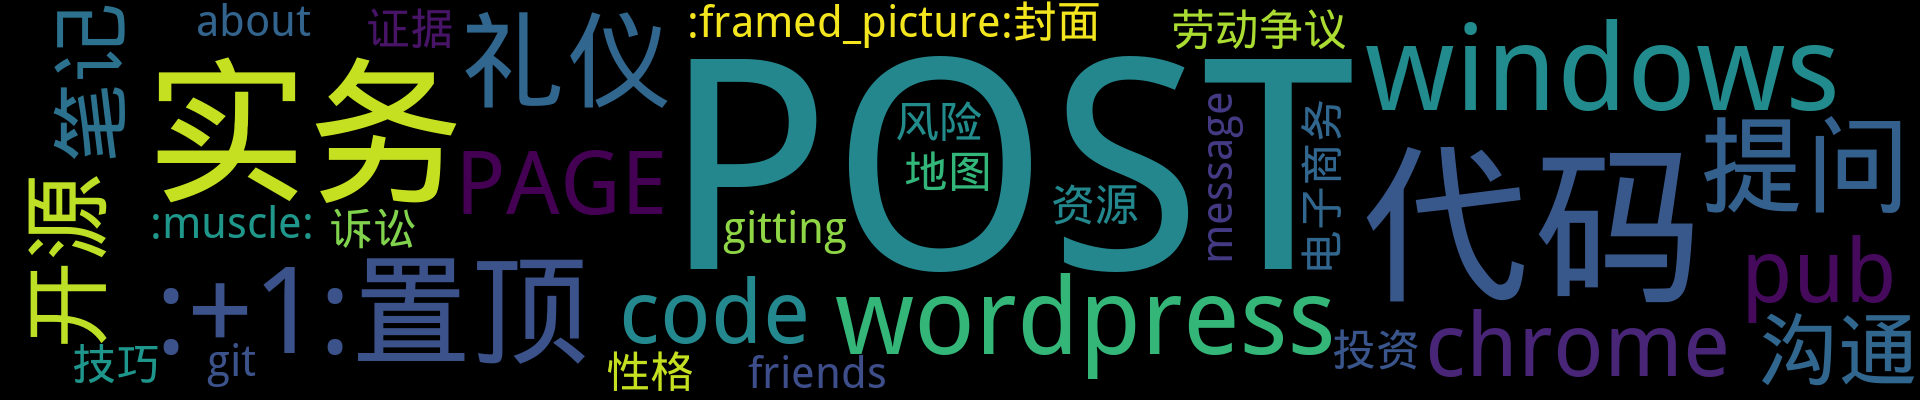 笔记
about
证据
礼仪
:framed_picture:封面
劳动争议
windows
实务
POST
风险
地图
资源
message
电子商务
代码
提问
PAGE
gitting
开源
:muscle:
诉讼
:+1:置顶
code
wordpress
pub
chrome
沟通
技巧
git
性格
friends
投资